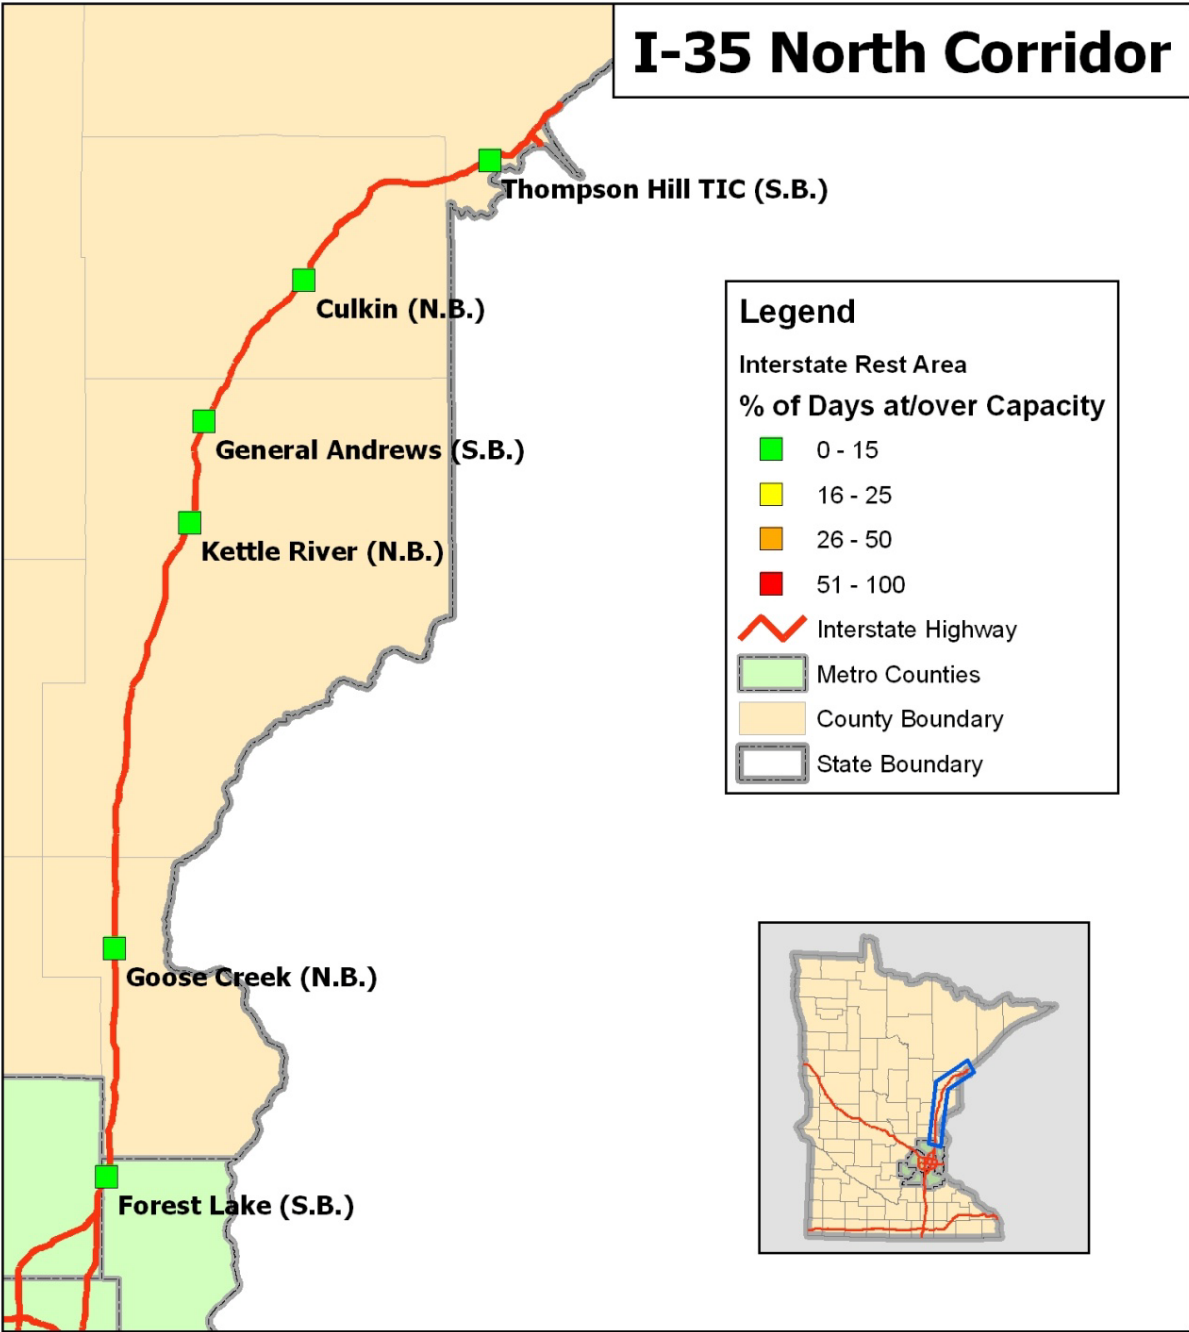 I-35 North Corridor
Thompson Hill TIC (S.B.)
Culkin (N.B.)
General Andrews (S.B.)
Kettle River (N.B.)
Goose Creek (N.B.)
Forest Lake (S.B.)
Legend
Interstate Rest Area
% of Days at/over Capacity
0 - 15
16 - 25
26 - 50
51 - 100
Interstate Highway
Metro Counties
County Boundary
State Boundary